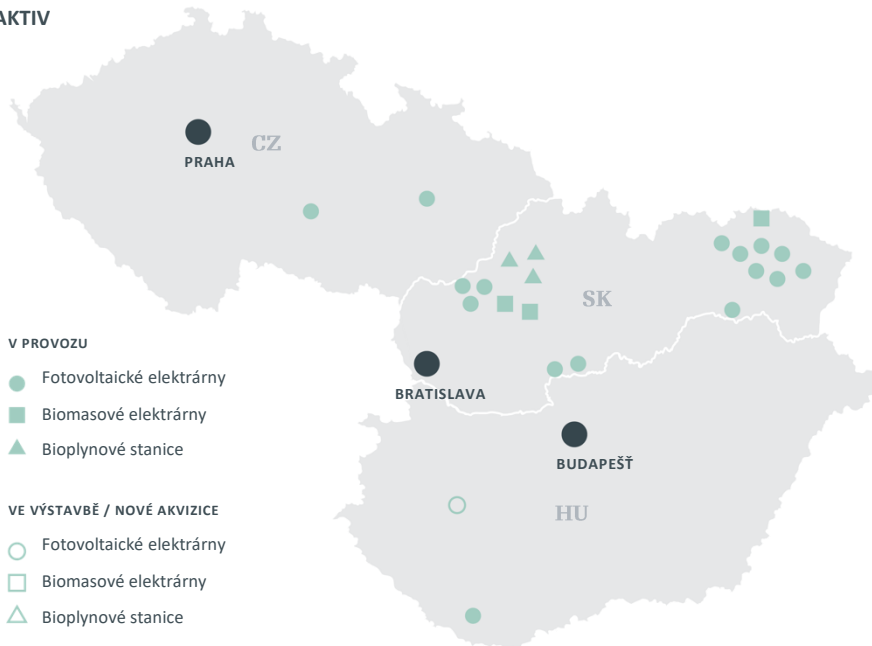 AKTIV
CZ
PRAHA
SK
V PROVOZU
Fotovoltaické elektrárny
Biomasové elektrárny
Bioplynové stanice
BRATISLAVA
BUDAPEŠŤ
HU
VE VÝSTAVBĚ / NOVÉ AKVIZICE
Fotovoltaické elektrárny
Biomasové elektrárny
Bioplynové stanice